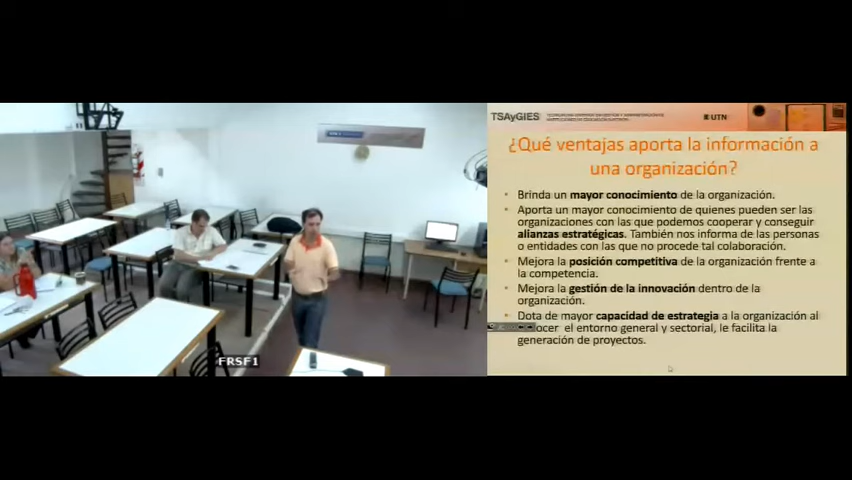 TSAyGIES
UTN
¿Qué ventajas aporta la información a
una organización?
• Brinda un mayor conocimiento de la organización.
• Aporta un mayor conocimiento de quienes pueden ser las
organizaciones con las que podemos cooperar y conseguir
alianzas estratégicas. También nos informa de las personas
o entidades con las que no procede tal colaboración.
• Mejora la posición competitiva de la organización frente a
la competencia.
• Mejora la gestión de la innovación dentro de la
organización.
• Dota de mayor capacidad de estrategia a la organización al
ocer el entorno general y sectorial, le facilita la
generación de proyectos.
FRSF1